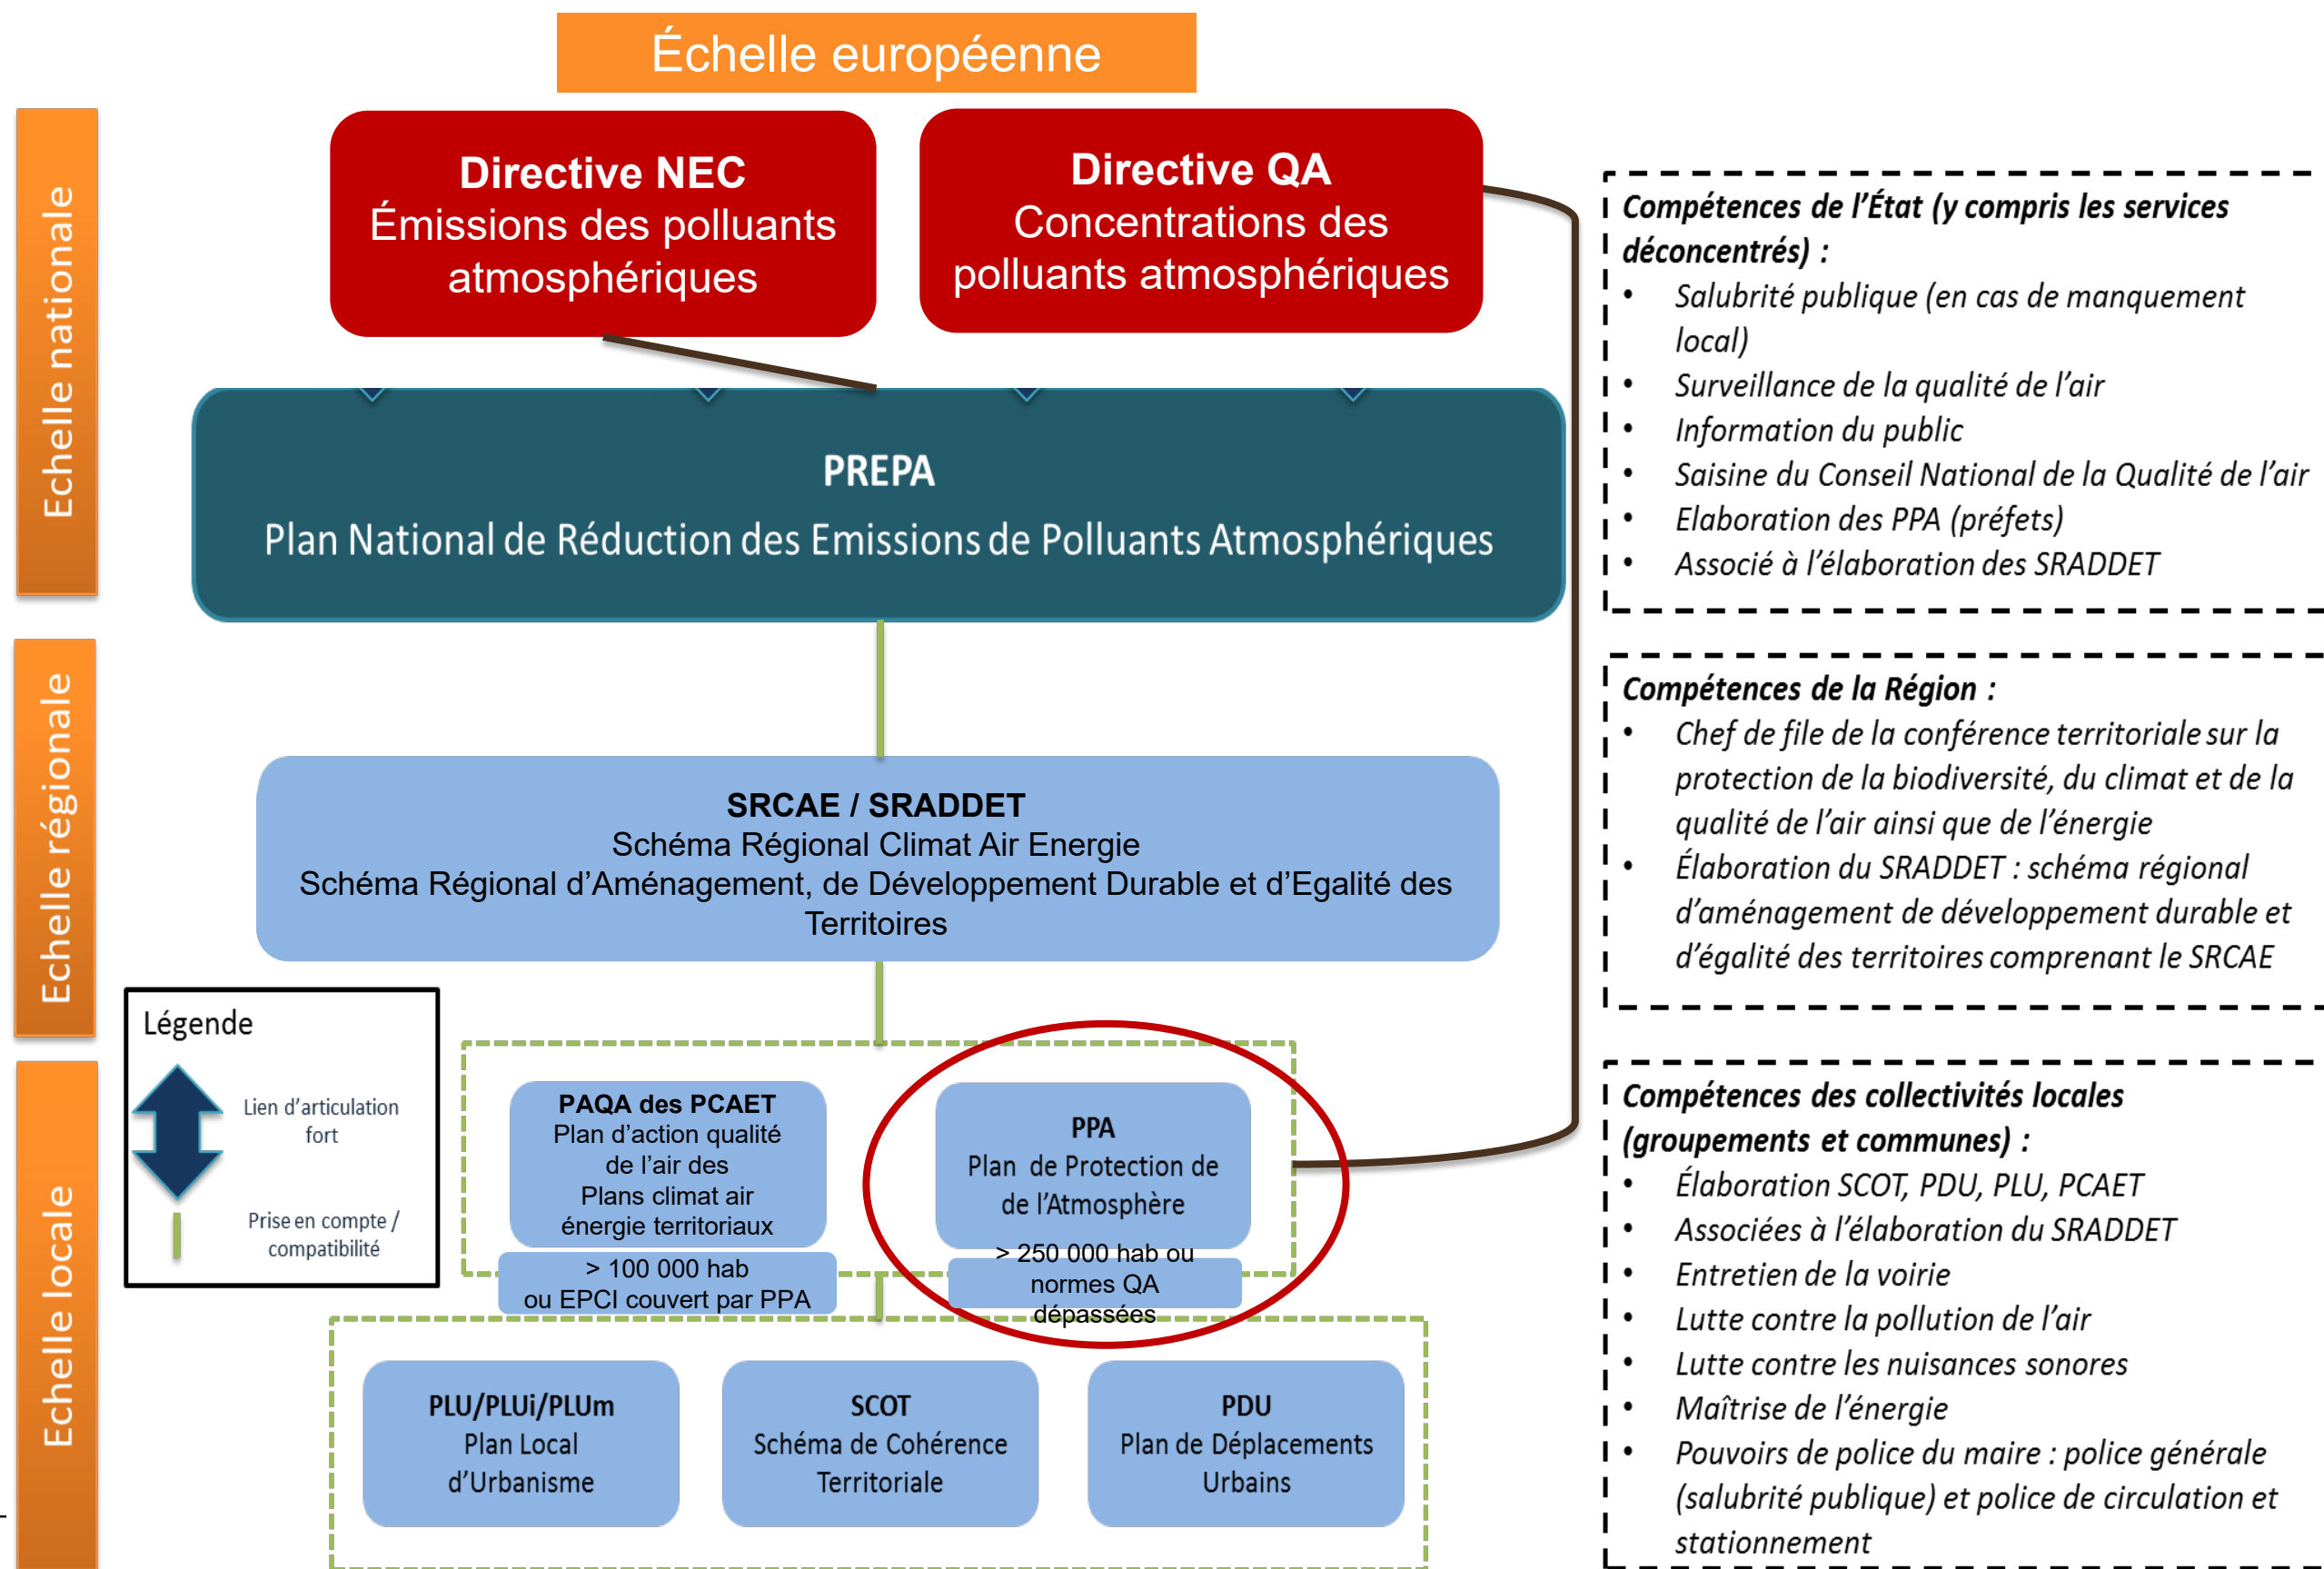 Échelle européenne
Echelle nationale
Directive NEC
Émissions des polluants
atmosphériques
Directive QA
Concentrations des
polluants atmosphériques
PREPA
Plan National de Réduction des Emissions de Polluants Atmosphériques
Compétences de l'État (y compris les services
déconcentrés) :
• Salubrité publique (en cas de manquement
local)
• Surveillance de la qualité de l'air
• Information du public
• Saisine du Conseil National de la Qualité de l'air
• Elaboration des PPA (préfets)
• Associé à l'élaboration des SRADDET
Echelle régionale
SRCAE / SRADDET
Schéma Régional Climat Air Energie
Schéma Régional d'Aménagement, de Développement Durable et d'Egalité des
Territoires
Compétences de la Région :
• Chef de file de la conférence territoriale sur la
protection de la biodiversité, du climat et de la
qualité de l'air ainsi que de l'énergie
• Élaboration du SRADDET : schéma régional
d'aménagement de développement durable et
d'égalité des territoires comprenant le SRCAE
Légende
Lien d'articulation
fort
Prise en compte /
compatibilité
Echelle locale
PAQA des PCAET
Plan d'action qualité
de l'air des
Plans climat air
énergie territoriaux
> 100 000 hab
ou EPCI couvert par PPA
PPA
Plan de Protection de
de l'Atmosphère
> 250 000 hab ou
normes QA
dépassées
PLU/PLUi/PLUm
Plan Local
d'Urbanisme
SCOT
Schéma de Cohérence
Territoriale
PDU
Plan de Déplacements
Urbains
Compétences des collectivités locales
(groupements et communes) :
• Élaboration SCOT, PDU, PLU, PCAET
• Associées à l'élaboration du SRADDET
• Entretien de la voirie
• Lutte contre la pollution de l'air
• Lutte contre les nuisances sonores
• Maîtrise de l'énergie
• Pouvoirs de police du maire : police générale
(salubrité publique) et police de circulation et
stationnement